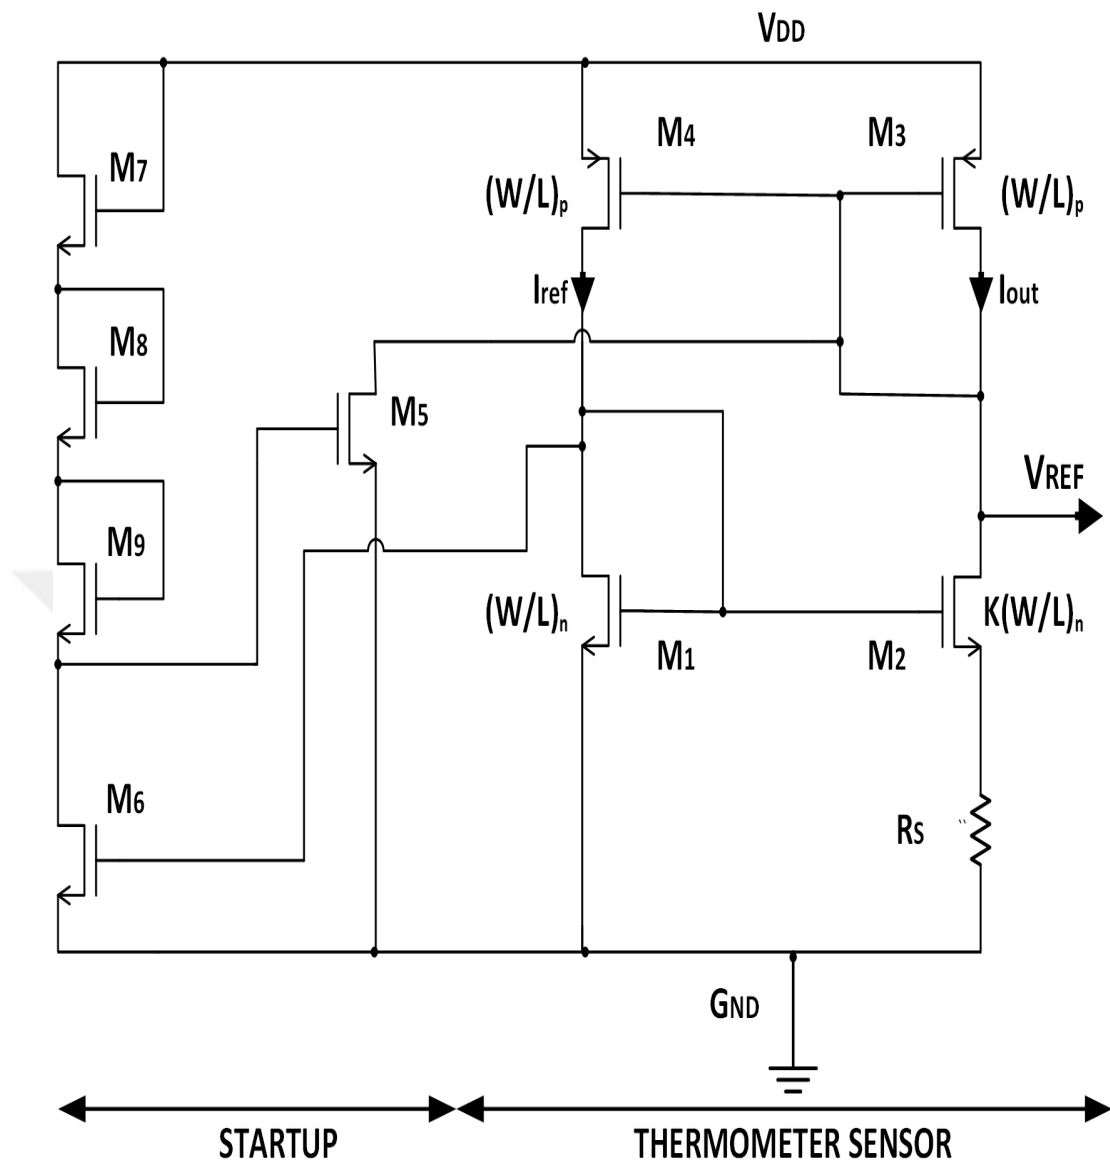 VDD
M4
M3
M7
(W/L)p
(W/L)p
Iref
Iout
M8
M5
VREF
M9
(W/L)n
K(W/L)n
M1
M2
M6
RS
GND
STARTUP
THERMOMETER SENSOR